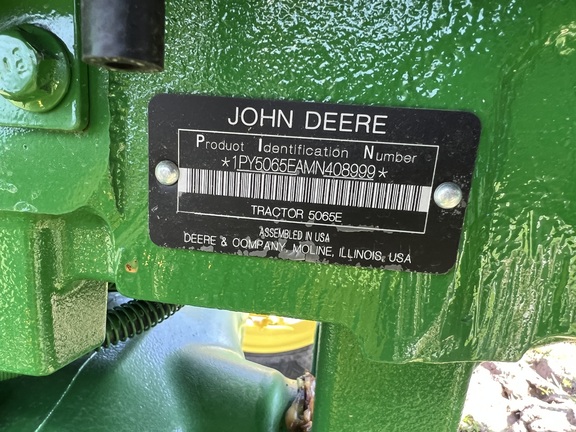 JOHN DEERE
Product Identification Number
*1PY5065EAMN408999*
TRACTOR 5065E
ASSEMBLED IN USA
DEERE & COMPANY, MOLINE, ILLINOIS, USA